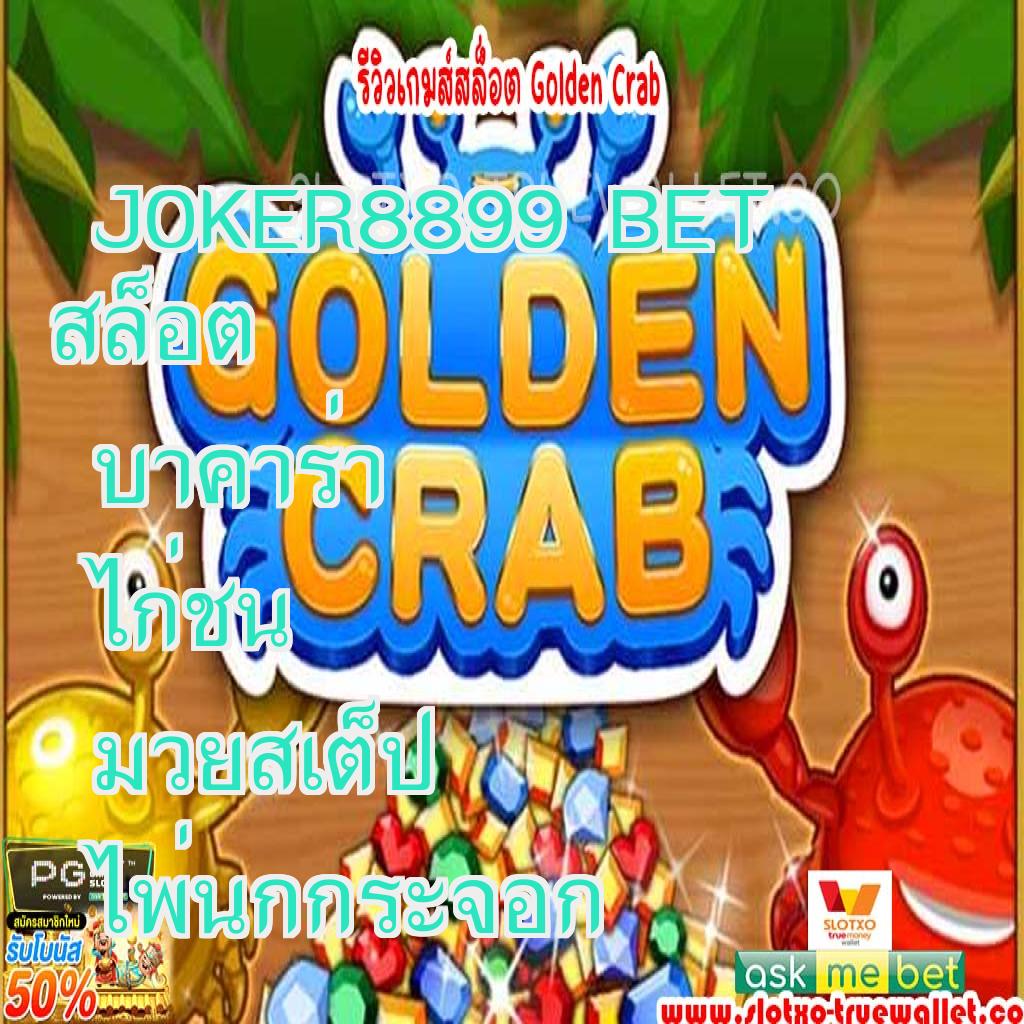 รีวิวเกมส์สล็อต Golden Crab
JOKER8899 BET
สล็อต
GOLDEN
บาคาร่า
CRAB
ไก่ชน
มวยสเต็ป
ไพ่นกกระจอก
PG
POWERED BY
สมัครสมาชิกใหม่
รับโบนัส
50%
SLOTXO
truemoney
wallet
ask me bet
www.slotxo-truewallet.co